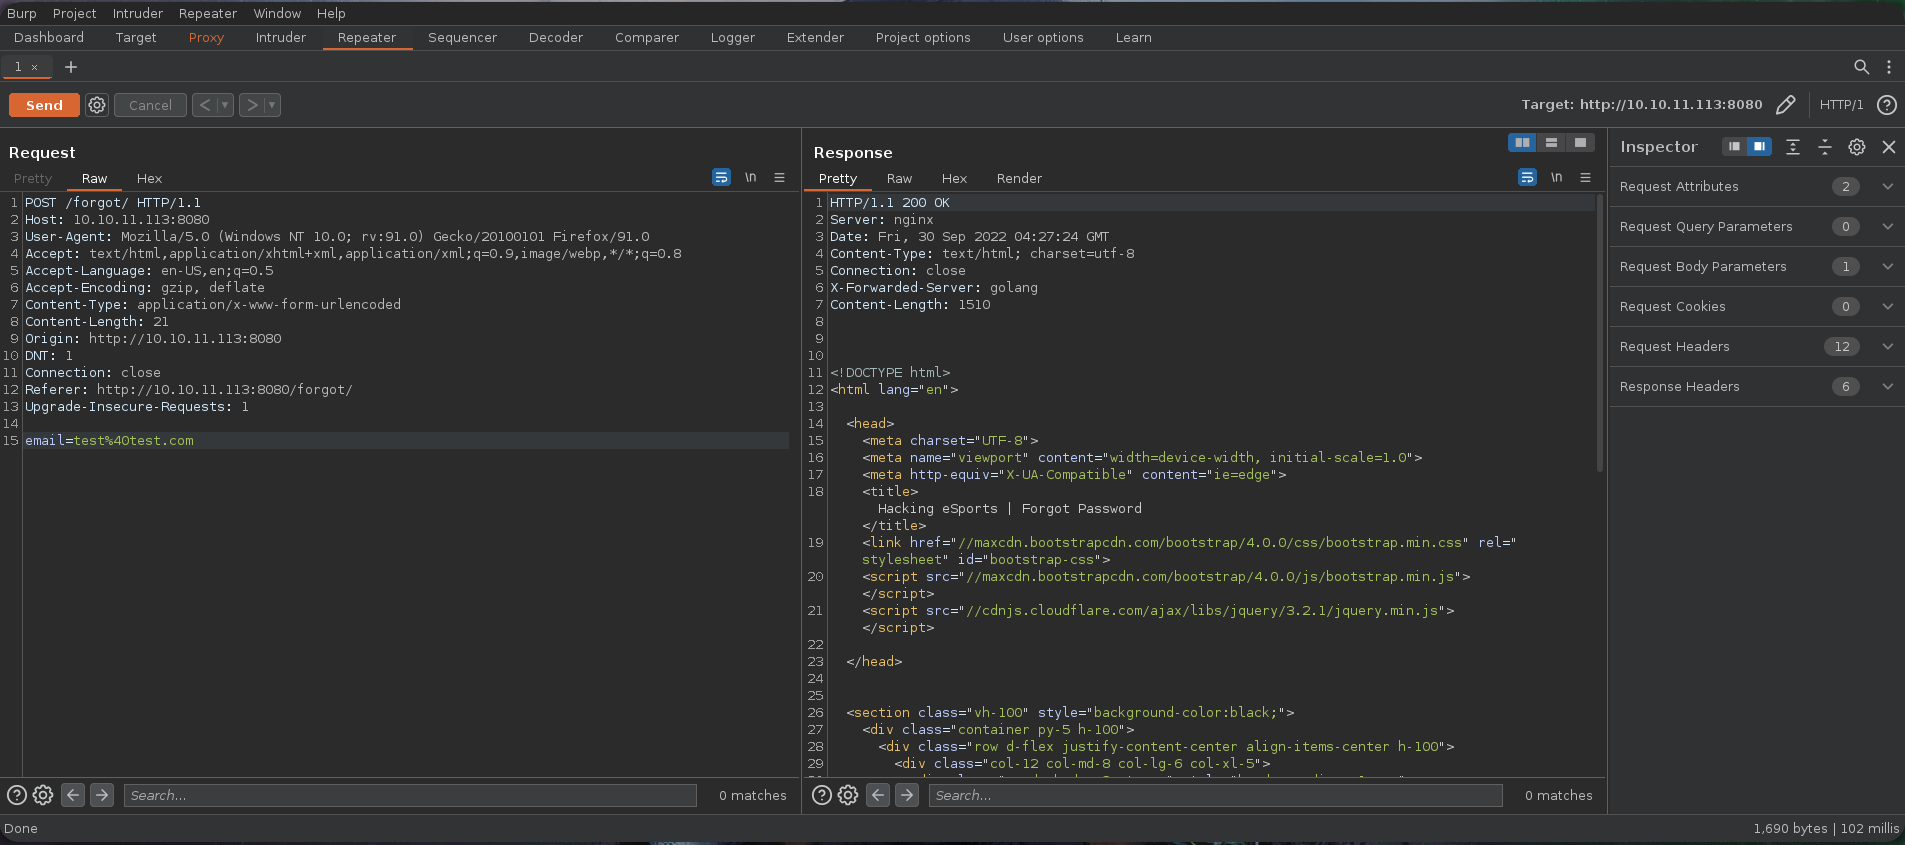 Burp Project Intruder Repeater Window Help
Dashboard Target Proxy Intruder Repeater Sequencer Decoder Comparer Logger Extender Project options User options Learn
1 × +
Send Cancel < > Target: http://10.10.11.113:8080 HTTP/1 ?
Request
Pretty Raw Hex \n
1 POST /forgot/ HTTP/1.1
2 Host: 10.10.11.113:8080
3 User-Agent: Mozilla/5.0 (Windows NT 10.0; rv:91.0) Gecko/20100101 Firefox/91.0
4 Accept: text/html,application/xhtml+xml,application/xml;q=0.9,image/webp,*/*;q=0.8
5 Accept-Language: en-US,en;q=0.5
6 Accept-Encoding: gzip, deflate
7 Content-Type: application/x-www-form-urlencoded
8 Content-Length: 21
9 Origin: http://10.10.11.113:8080
10 DNT: 1
11 Connection: close
12 Referer: http://10.10.11.113:8080/forgot/
13 Upgrade-Insecure-Requests: 1
14
15 email=test%40test.com
? Search... 0 matches
Response
Pretty Raw Hex Render \n
1 HTTP/1.1 200 OK
2 Server: nginx
3 Date: Fri, 30 Sep 2022 04:27:24 GMT
4 Content-Type: text/html; charset=utf-8
5 Connection: close
6 X-Forwarded-Server: golang
7 Content-Length: 1510
8
9
10
11 <!DOCTYPE html>
12 <html lang="en">
13
14 <head>
15 <meta charset="UTF-8">
16 <meta name="viewport" content="width=device-width, initial-scale=1.0">
17 <meta http-equiv="X-UA-Compatible" content="ie=edge">
18 <title>
Hacking eSports | Forgot Password
</title>
19 <link href="//maxcdn.bootstrapcdn.com/bootstrap/4.0.0/css/bootstrap.min.css" rel="
stylesheet" id="bootstrap-css">
20 <script src="//maxcdn.bootstrapcdn.com/bootstrap/4.0.0/js/bootstrap.min.js">
</script>
21 <script src="//cdnjs.cloudflare.com/ajax/libs/jquery/3.2.1/jquery.min.js">
</script>
22
23 </head>
24
25
26 <section class="vh-100" style="background-color:black;">
27 <div class="container py-5 h-100">
28 <div class="row d-flex justify-content-center align-items-center h-100">
29 <div class="col-12 col-md-8 col-lg-6 col-xl-5">
? Search... 0 matches
Inspector
Request Attributes 2
Request Query Parameters 0
Request Body Parameters 1
Request Cookies 0
Request Headers 12
Response Headers 6
Done 1,690 bytes | 102 millis